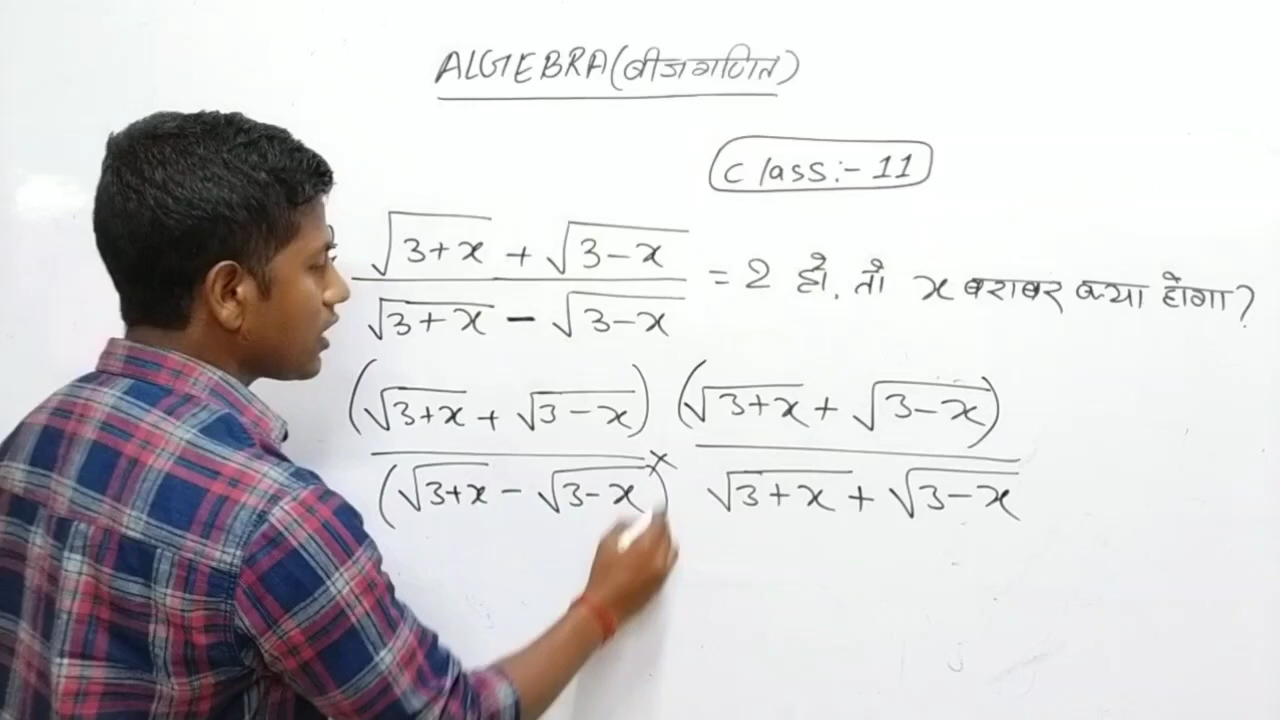 ALGEBRA(बीजगणित)
Class:- 11
(√(3+x) + √(3-x)) / (√(3+x) - √(3-x)) = 2 हो, तो x बराबर क्या होगा?
((√(3+x) + √(3-x)) / (√(3+x) - √(3-x))) × ((√(3+x) + √(3-x)) / (√(3+x) + √(3-x)))